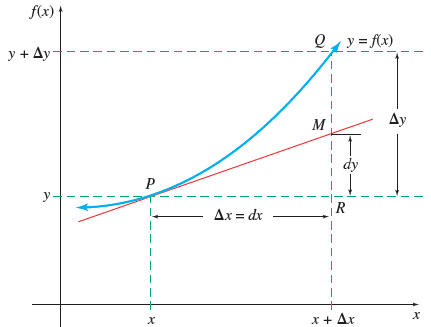 f(x)
Q y = f(x)
y + Δy
M
Δy
dy
P
y
Δx = dx
R
x
x + Δx
x